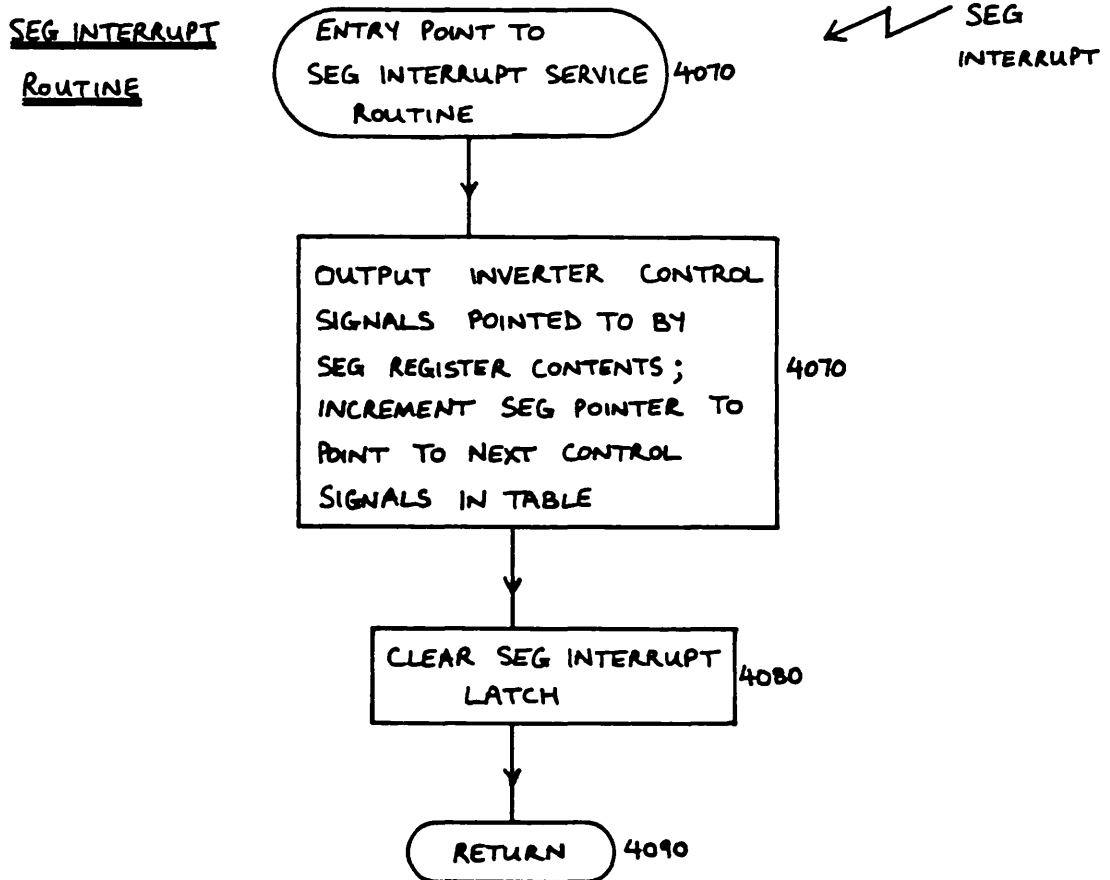 SEG INTERRUPT
ROUTINE
SEG
INTERRUPT
ENTRY POINT TO
SEG INTERRUPT SERVICE
ROUTINE
4070
OUTPUT INVERTER CONTROL
SIGNALS POINTED TO BY
SEG REGISTER CONTENTS;
INCREMENT SEG POINTER TO
POINT TO NEXT CONTROL
SIGNALS IN TABLE
4070
CLEAR SEG INTERRUPT
LATCH
4080
RETURN
4090